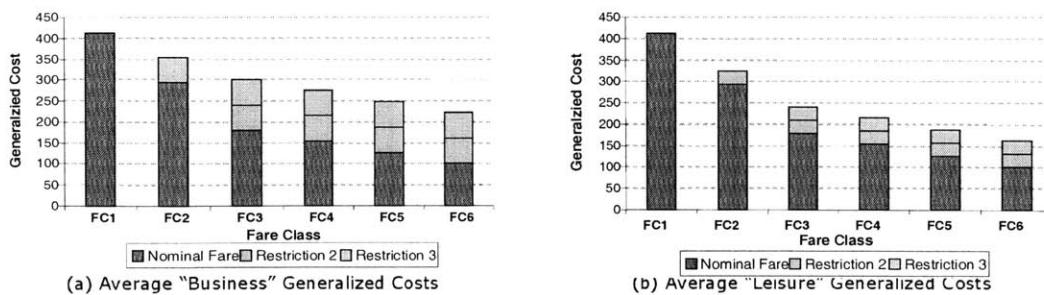 450
400
350
300
250
200
150
100
50
0
Generalzied Cost
FC1 FC2 FC3 FC4 FC5 FC6
Fare Class
Nominal Fare Restriction 2 Restriction 3
(a) Average "Business" Generalized Costs
450
400
350
300
250
200
150
100
50
0
Generalized Cost
FC1 FC2 FC3 FC4 FC5 FC6
Fare Class
Nominal Fare Restriction 2 Restriction 3
(b) Average "Leisure" Generalized Costs